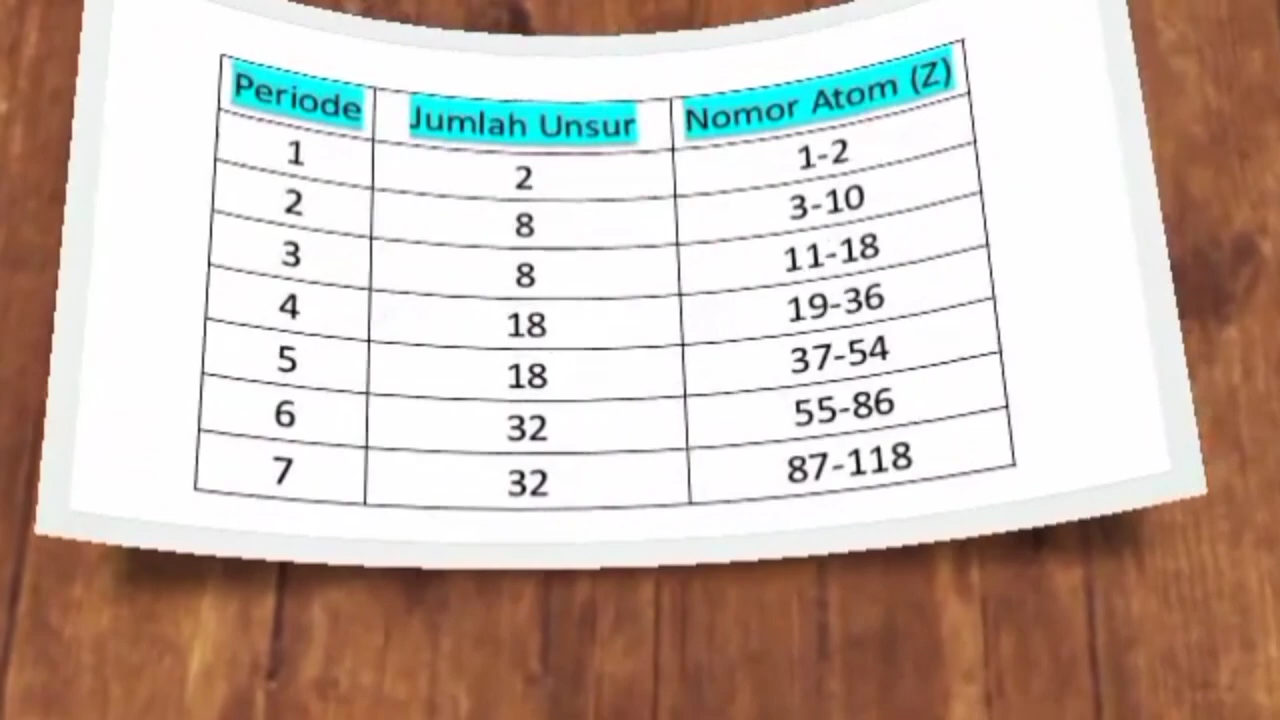 Periode Jumlah Unsur Nomor Atom (Z)
1 2 1-2
2 8 3-10
3 8 11-18
4 18 19-36
5 18 37-54
6 32 55-86
7 32 87-118